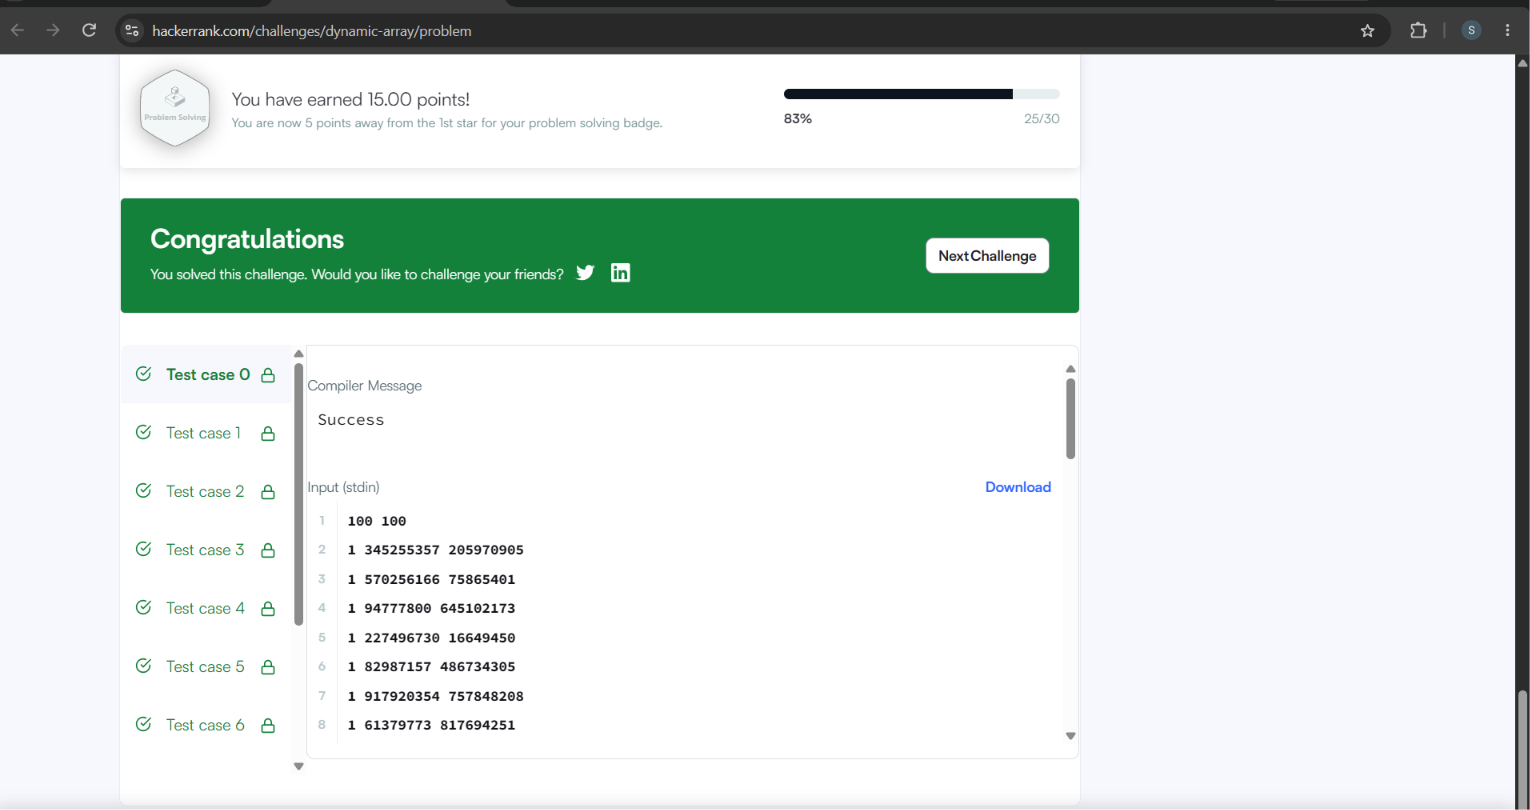 hackerrank.com/challenges/dynamic-array/problem
S
Problem Solving
You have earned 15.00 points!
You are now 5 points away from the 1st star for your problem solving badge.
83%
25/30
Congratulations
You solved this challenge. Would you like to challenge your friends?
in
Next Challenge
Test case 0
Test case 1
Test case 2
Test case 3
Test case 4
Test case 5
Test case 6
Compiler Message
Success
Input (stdin)
Download
1 100 100
2 1 345255357 205970905
3 1 570256166 75865401
4 1 94777800 645102173
5 1 227496730 16649450
6 1 82987157 486734305
7 1 917920354 757848208
8 1 61379773 817694251